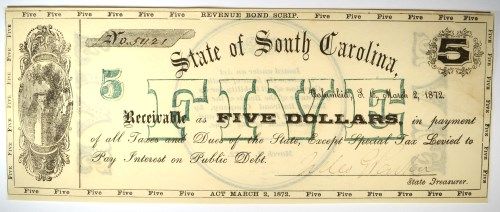 Five Five Five Five Five REVENUE BOND SCRIP. Five Five Five Five Five
No. 5421
State of South Carolina,
5
5
Columbia, S. C., March 2, 1872.
FIVE
Receivable as FIVE DOLLARS, in payment
of all Taxes and Dues of the State, Except Special Tax Levied to
Pay Interest on Public Debt.
State Treasurer.
Five Five Five Five Five ACT MARCH 2, 1872. Five Five Five Five Five